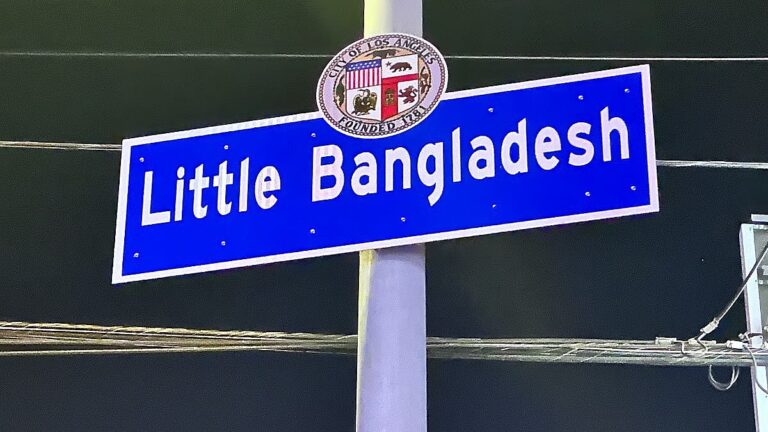 CITY OF LOS ANGELES
FOUNDED 1781
Little Bangladesh